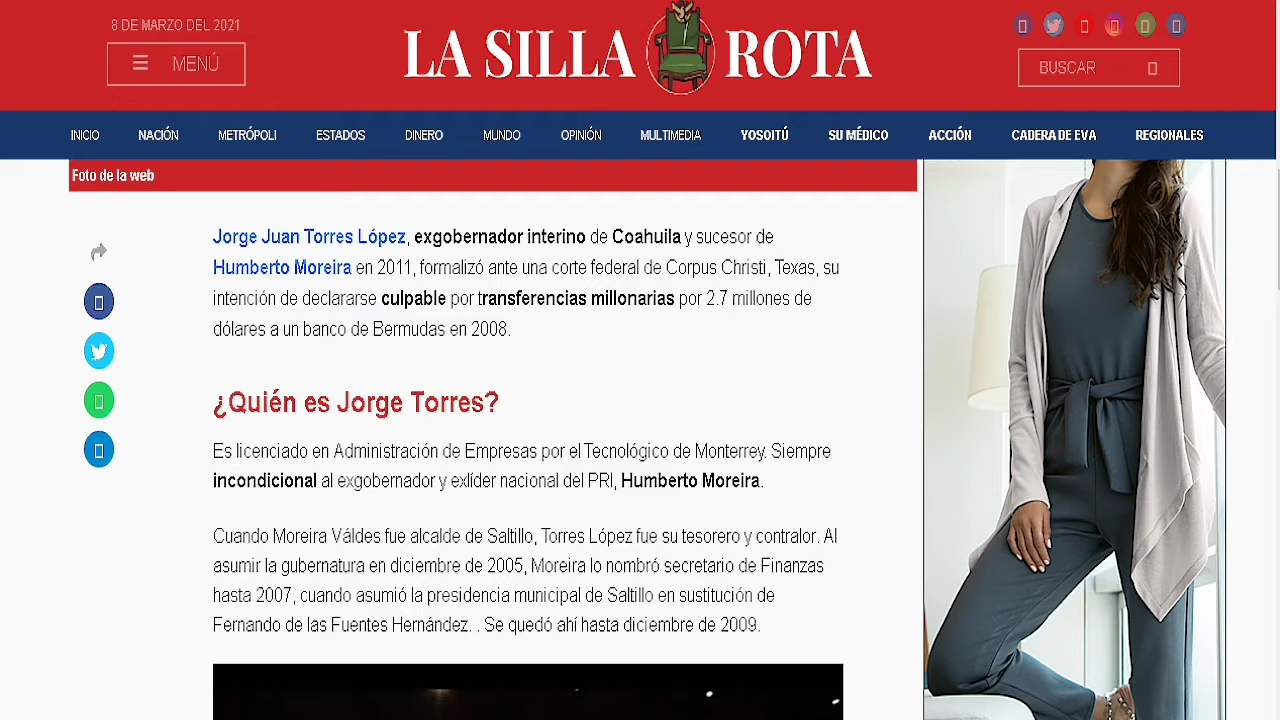 8 DE MARZO DEL 2021
MENÚ
LA SILLA ROTA
BUSCAR
INICIO NACIÓN METRÓPOLI ESTADOS DINERO MUNDO OPINIÓN MULTIMEDIA YOSOITÚ SU MÉDICO ACCIÓN CADERA DE EVA REGIONALES
Foto de la web
Jorge Juan Torres López, exgobernador interino de Coahuila y sucesor de
Humberto Moreira en 2011, formalizó ante una corte federal de Corpus Christi, Texas, su
intención de declararse culpable por transferencias millonarias por 2.7 millones de
dólares a un banco de Bermudas en 2008.
¿Quién es Jorge Torres?
Es licenciado en Administración de Empresas por el Tecnológico de Monterrey. Siempre
incondicional al exgobernador y exlíder nacional del PRI, Humberto Moreira.
Cuando Moreira Váldes fue alcalde de Saltillo, Torres López fue su tesorero y contralor. Al
asumir la gubernatura en diciembre de 2005, Moreira lo nombró secretario de Finanzas
hasta 2007, cuando asumió la presidencia municipal de Saltillo en sustitución de
Fernando de las Fuentes Hernández. . Se quedó ahí hasta diciembre de 2009.